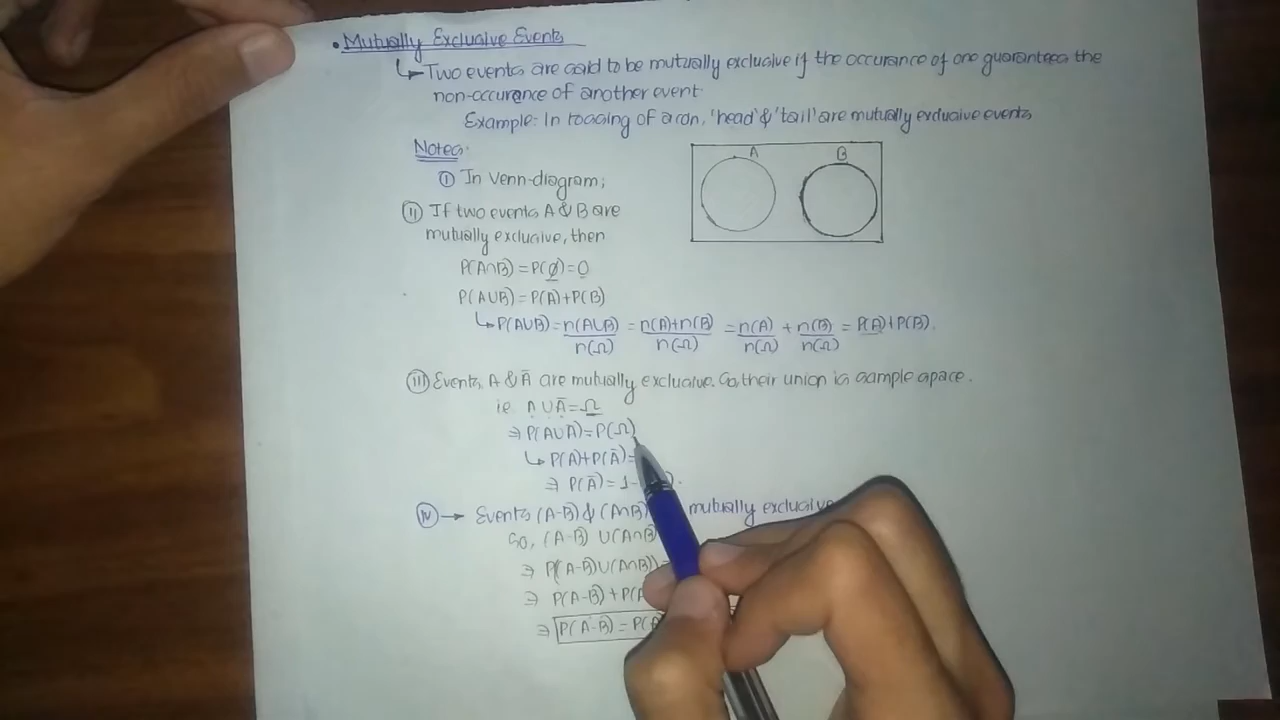 • Mutually Exclusive Events
↳ Two events are said to be mutually exclusive if the occurance of one guarantees the
non-occurance of another event.
Example: In tossing of a coin, 'head' & 'tail' are mutually exclusive events
Notes:
① In Venn-diagram;
A B
② If two events A & B are
mutually exclusive, then
P(A∩B) = P(∅) = 0
P(A∪B) = P(A) + P(B)
↳ P(A∪B) = n(A∪B)/n(Ω) = n(A)+n(B)/n(Ω) = n(A)/n(Ω) + n(B)/n(Ω) = P(A) + P(B).
③ Events A & Ā are mutually exclusive. So, their union is sample space.
ie A ∪ Ā = Ω
⇒ P(A∪Ā) = P(Ω)
↳ P(A) + P(Ā) =
⇒ P(Ā) = 1-
④ → Events (A-B) & (A∩B) mutually exclusive
So, (A-B) ∪ (A∩B)
⇒ P((A-B)∪(A∩B)) =
⇒ P(A-B) + P(A
⇒ P(A-B) = P(A